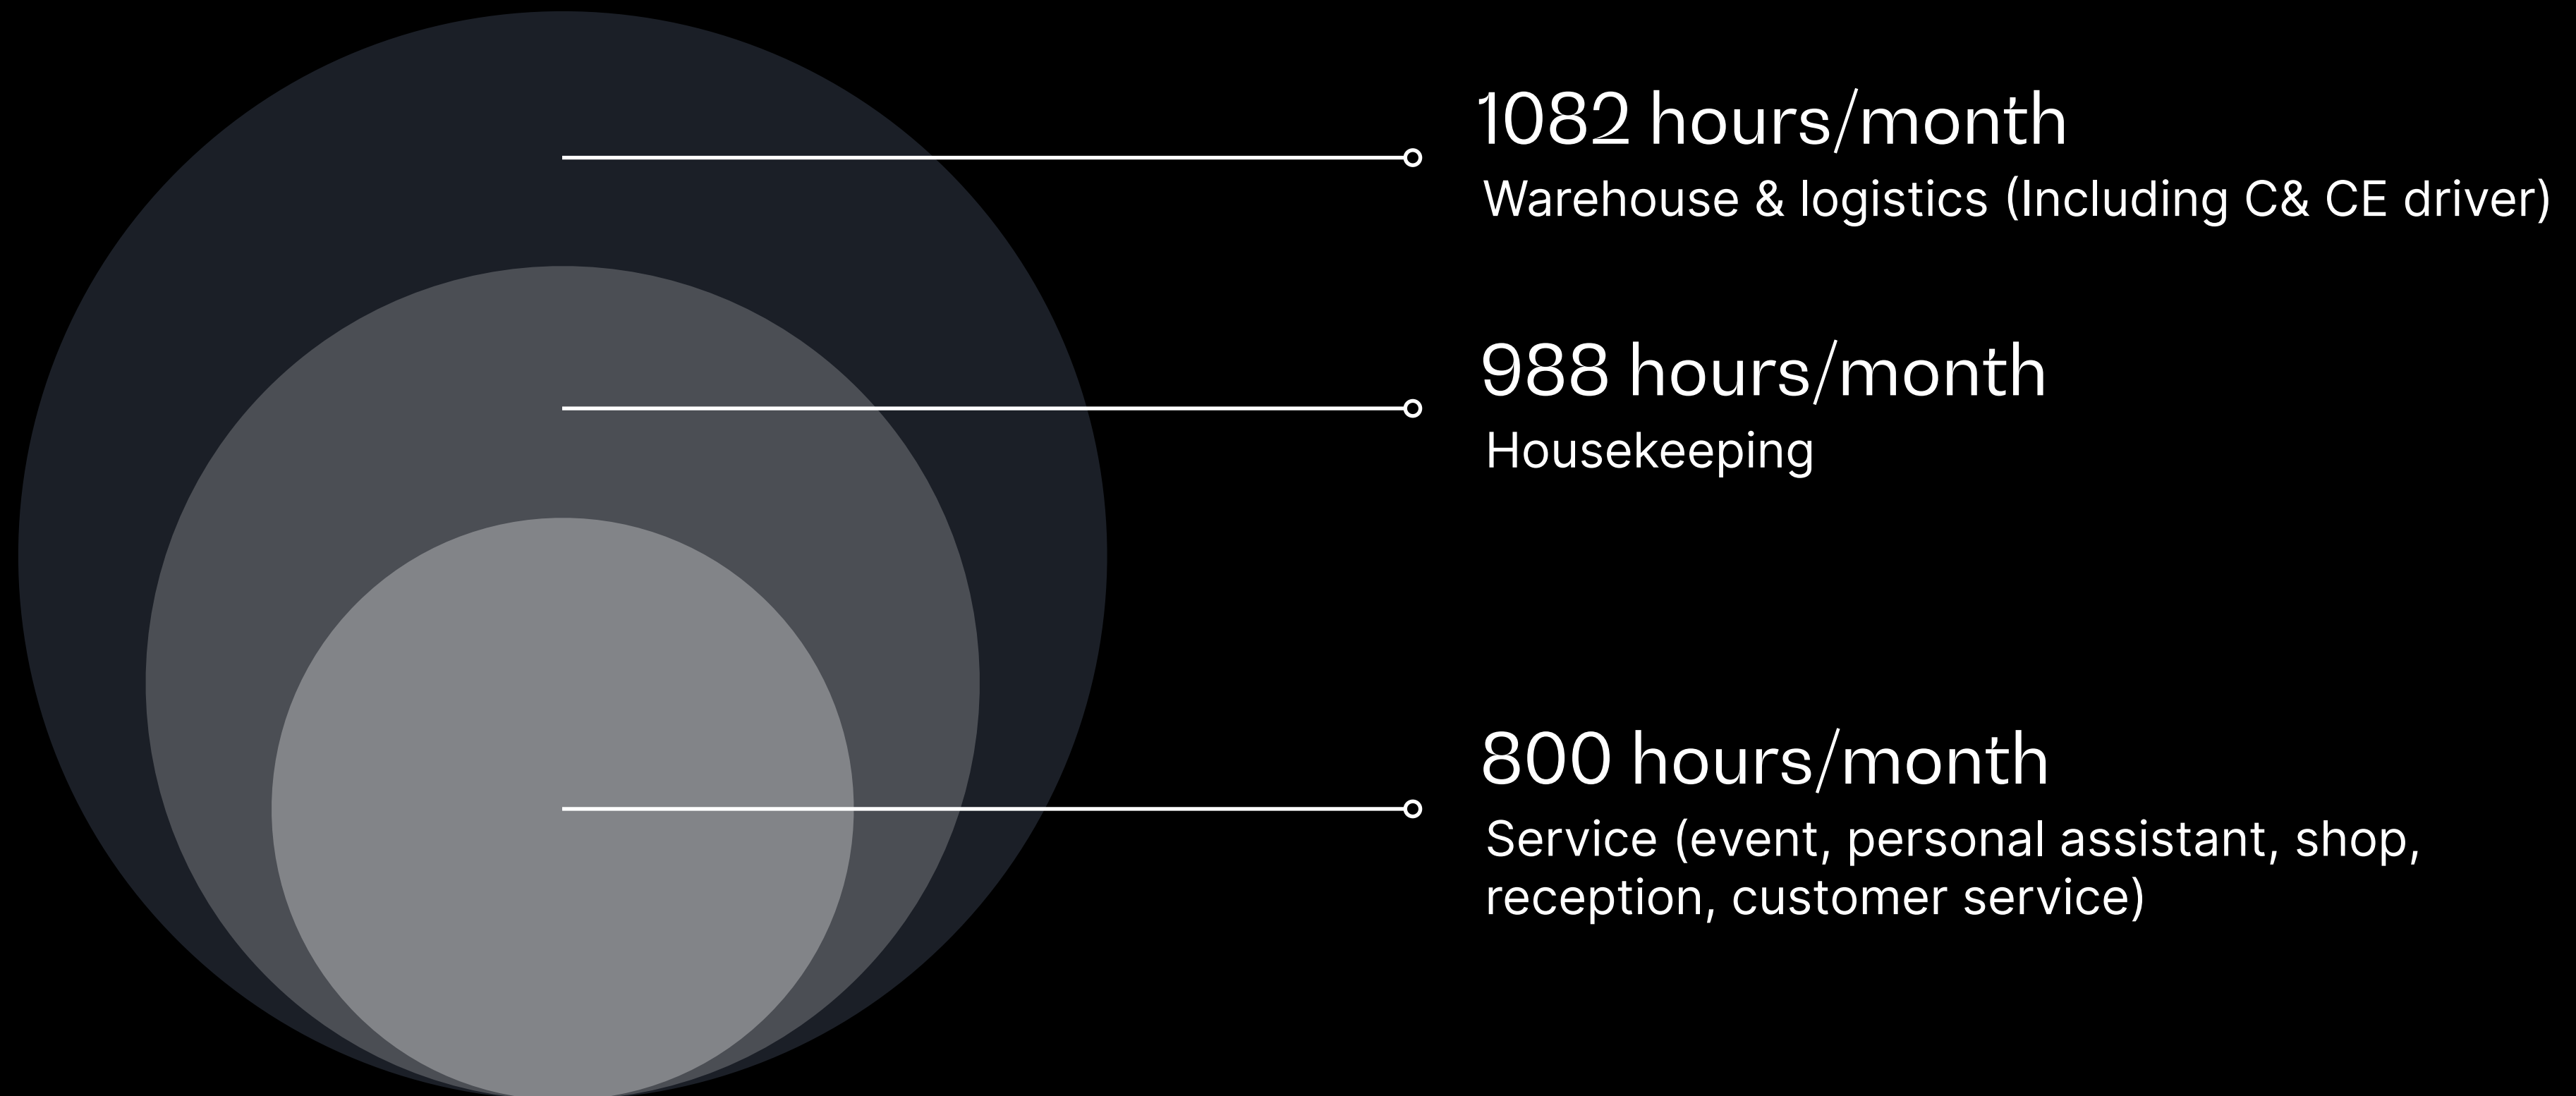 1082 hours/month
Warehouse & logistics (Including C& CE driver)
988 hours/month
Housekeeping
800 hours/month
Service (event, personal assistant, shop,
reception, customer service)